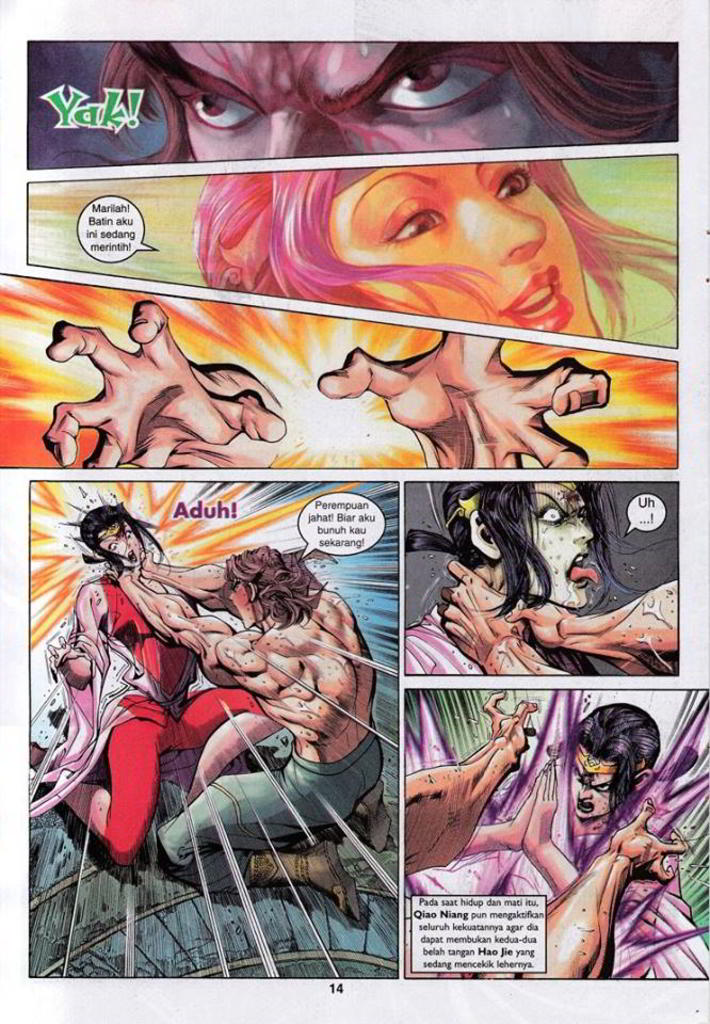 Yak!
Marilah!
Batin aku
ini sedang
merintih!
Aduh!
Perempuan
jahat! Biar aku
bunuh kau
sekarang!
Uh
...!
Pada saat hidup dan mati itu,
Qiao Niang pun mengaktifkan
seluruh kekuatannya agar dia
dapat membukan kedua-dua
belah tangan Hao Jie yang
sedang mencekik lehernya.
14